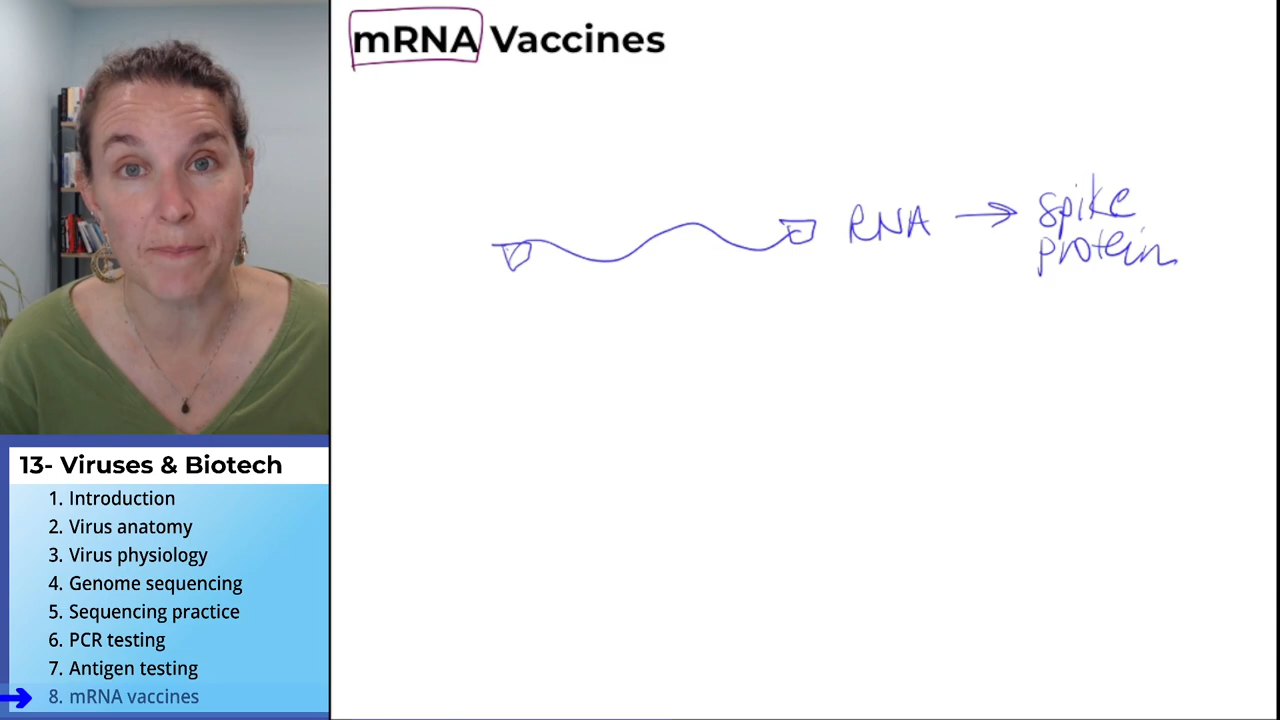 mRNA Vaccines
RNA → spike
protein
13- Viruses & Biotech
1. Introduction
2. Virus anatomy
3. Virus physiology
4. Genome sequencing
5. Sequencing practice
6. PCR testing
7. Antigen testing
8. mRNA vaccines